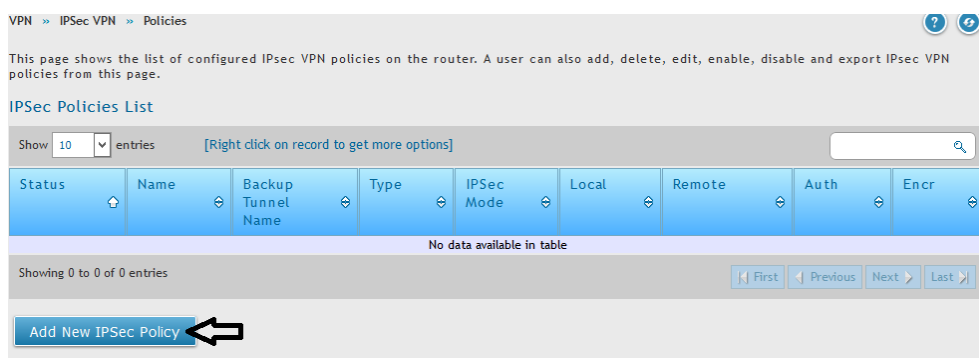 VPN » IPSec VPN » Policies
?
This page shows the list of configured IPsec VPN policies on the router. A user can also add, delete, edit, enable, disable and export IPsec VPN
policies from this page.
IPSec Policies List
Show 10 entries [Right click on record to get more options]
Status Name Backup Tunnel Name Type IPSec Mode Local Remote Auth Encr
No data available in table
Showing 0 to 0 of 0 entries First Previous Next Last
Add New IPSec Policy